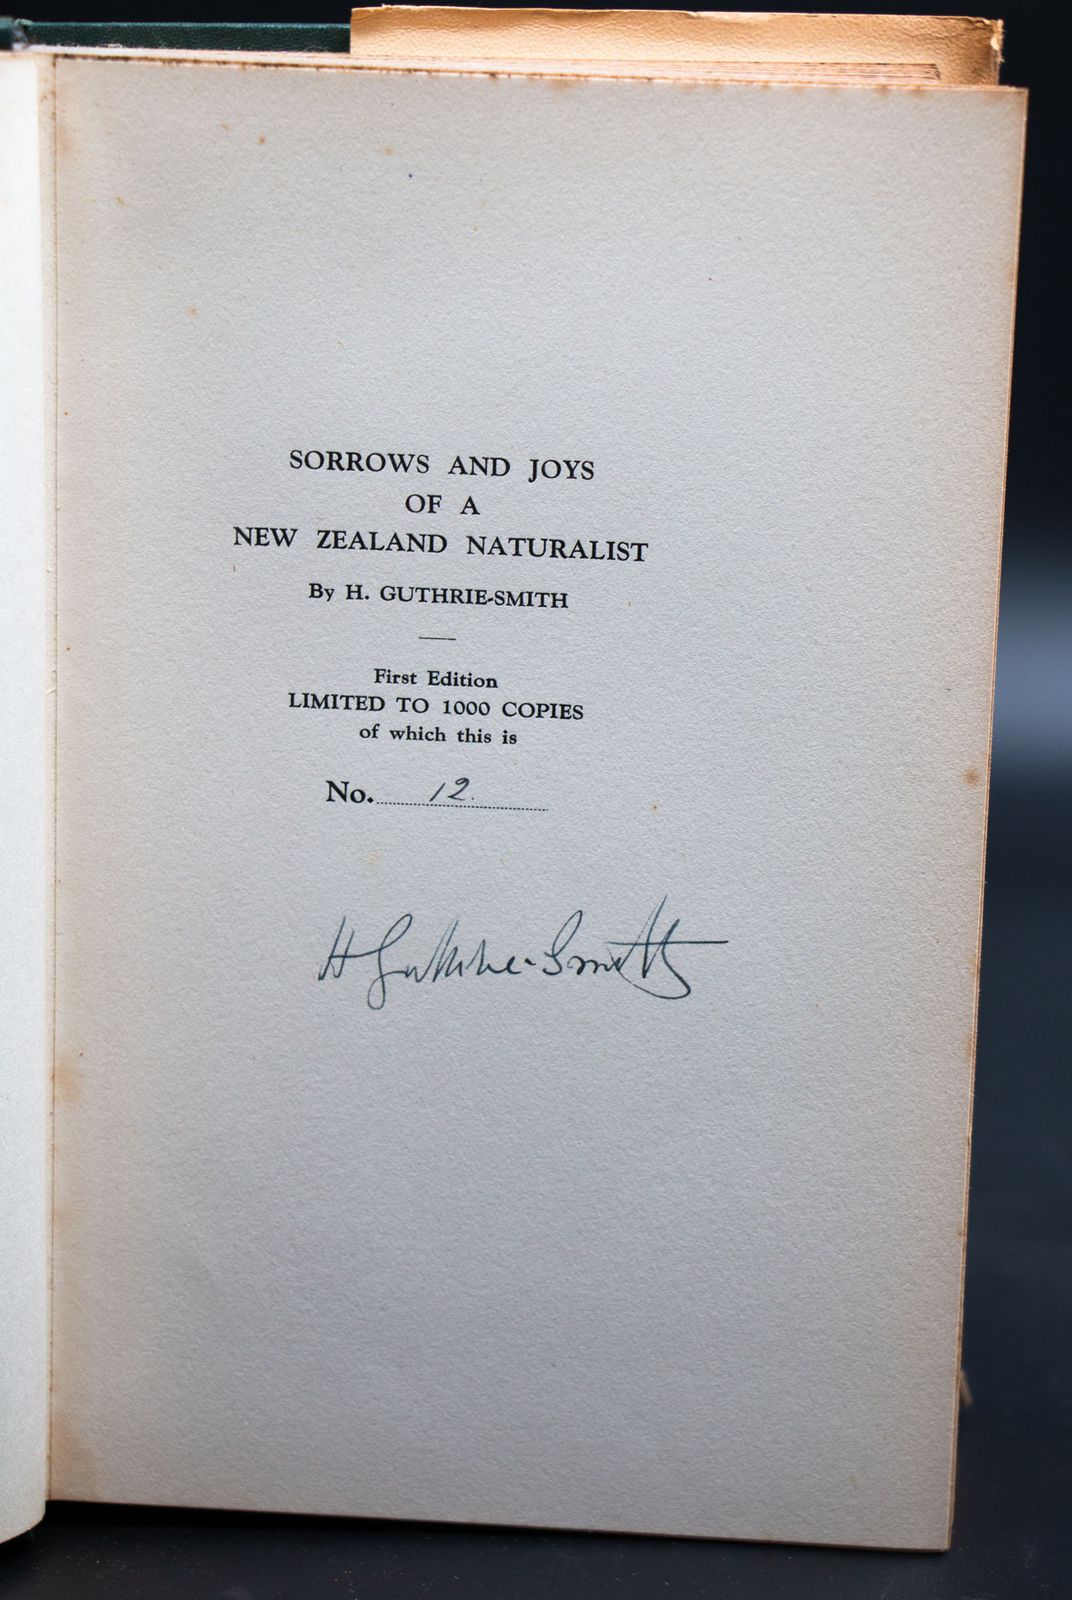 SORROWS AND JOYS
OF A
NEW ZEALAND NATURALIST
By H. GUTHRIE-SMITH
First Edition
LIMITED TO 1000 COPIES
of which this is
No. 12.
H Guthrie-Smith